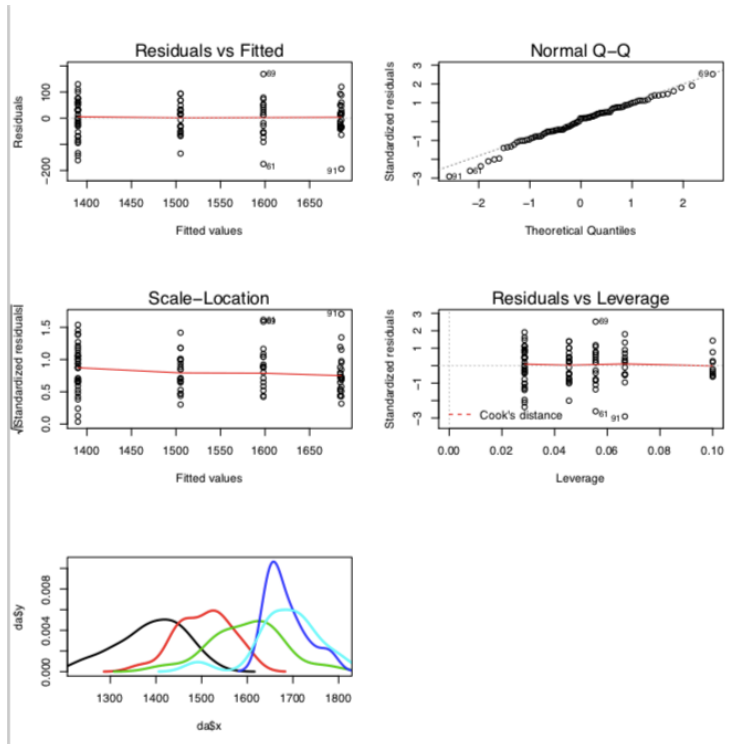 Residuals vs Fitted
Residuals
100
0
−200
69
61
91
1400 1450 1500 1550 1600 1650
Fitted values
Normal Q−Q
Standardized residuals
3
1
−1
−3
69
91
61
−2 −1 0 1 2
Theoretical Quantiles
Scale−Location
√|Standardized residuals|
1.5
1.0
0.5
0.0
91
1400 1450 1500 1550 1600 1650
Fitted values
Residuals vs Leverage
Standardized residuals
3
1
−1
−3
69
61
91
Cook's distance
0.00 0.02 0.04 0.06 0.08 0.10
Leverage
da$y
0.008
0.004
0.000
1300 1400 1500 1600 1700 1800
da$x